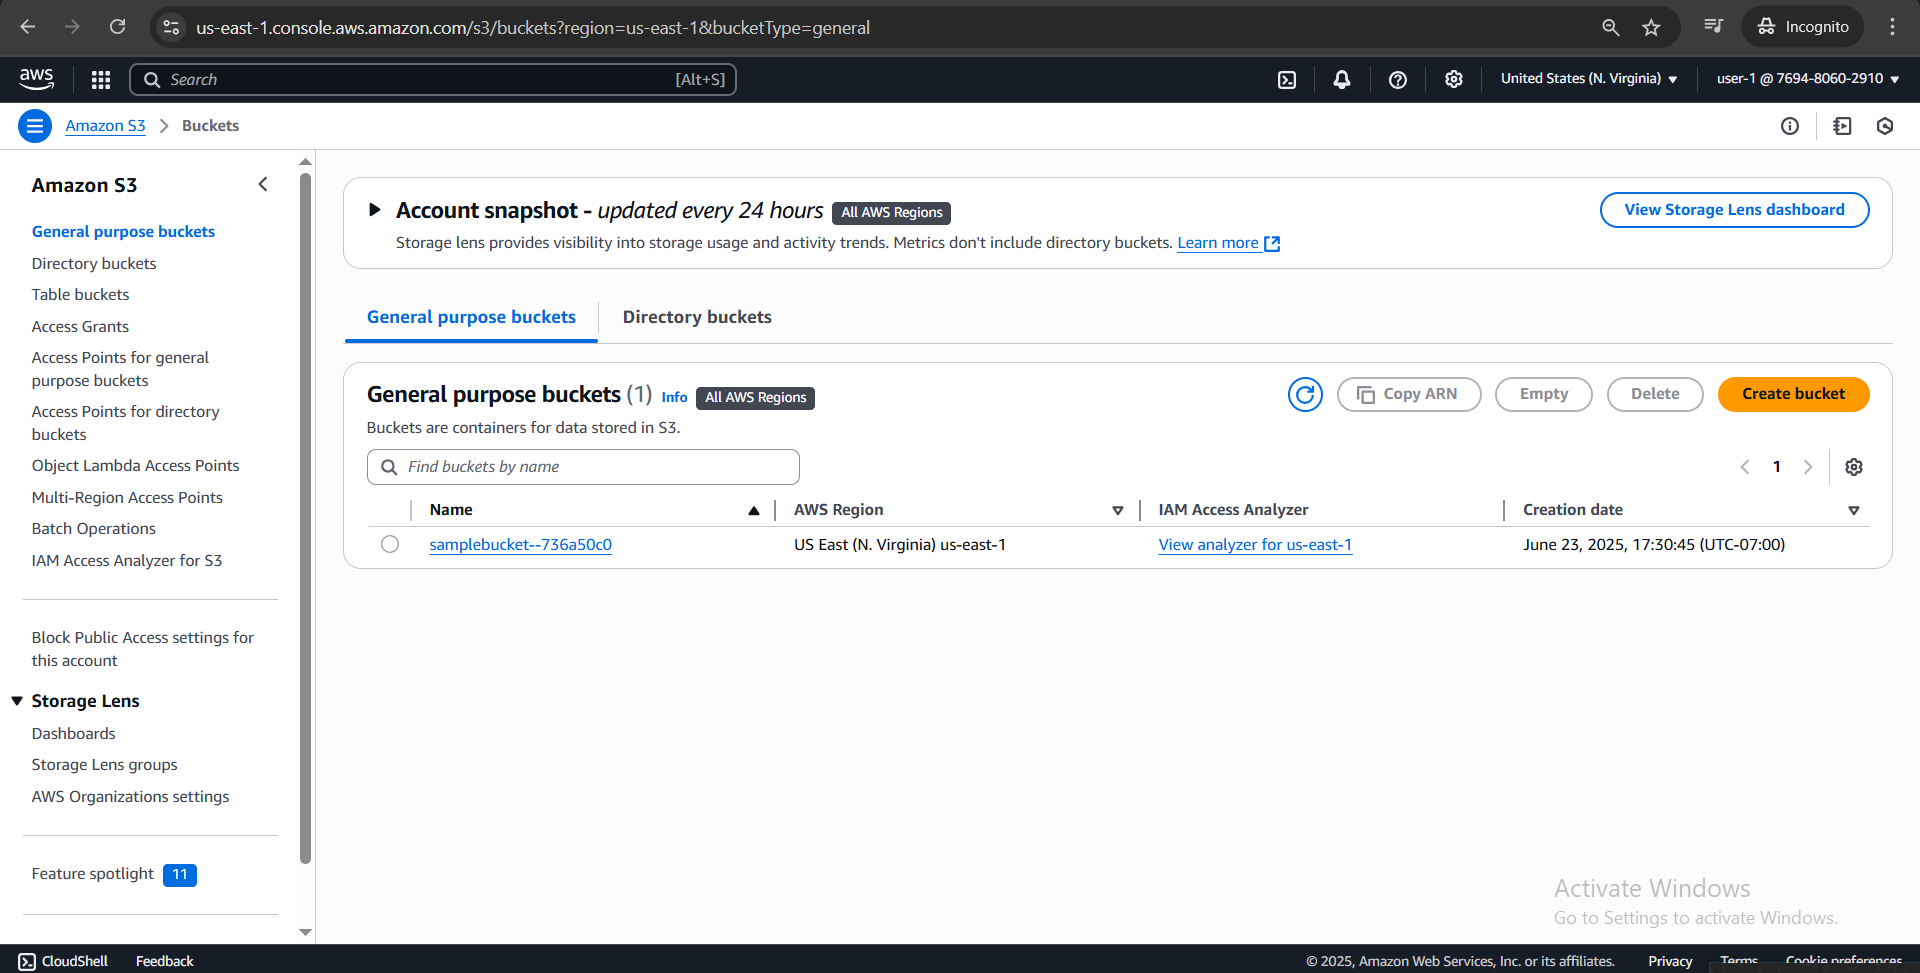 us-east-1.console.aws.amazon.com/s3/buckets?region=us-east-1&bucketType=general
Incognito
aws
Search
[Alt+S]
United States (N. Virginia)
user-1 @ 7694-8060-2910
Amazon S3
Buckets
Amazon S3
General purpose buckets
Directory buckets
Table buckets
Access Grants
Access Points for general
purpose buckets
Access Points for directory
buckets
Object Lambda Access Points
Multi-Region Access Points
Batch Operations
IAM Access Analyzer for S3
Block Public Access settings for
this account
Storage Lens
Dashboards
Storage Lens groups
AWS Organizations settings
Feature spotlight 11
Account snapshot - updated every 24 hours All AWS Regions
View Storage Lens dashboard
Storage lens provides visibility into storage usage and activity trends. Metrics don't include directory buckets. Learn more
General purpose buckets
Directory buckets
General purpose buckets (1) Info All AWS Regions
Copy ARN
Empty
Delete
Create bucket
Buckets are containers for data stored in S3.
Find buckets by name
1
Name
AWS Region
IAM Access Analyzer
Creation date
samplebucket--736a50c0
US East (N. Virginia) us-east-1
View analyzer for us-east-1
June 23, 2025, 17:30:45 (UTC-07:00)
Activate Windows
Go to Settings to activate Windows.
CloudShell
Feedback
© 2025, Amazon Web Services, Inc. or its affiliates.
Privacy
Terms
Cookie preferences